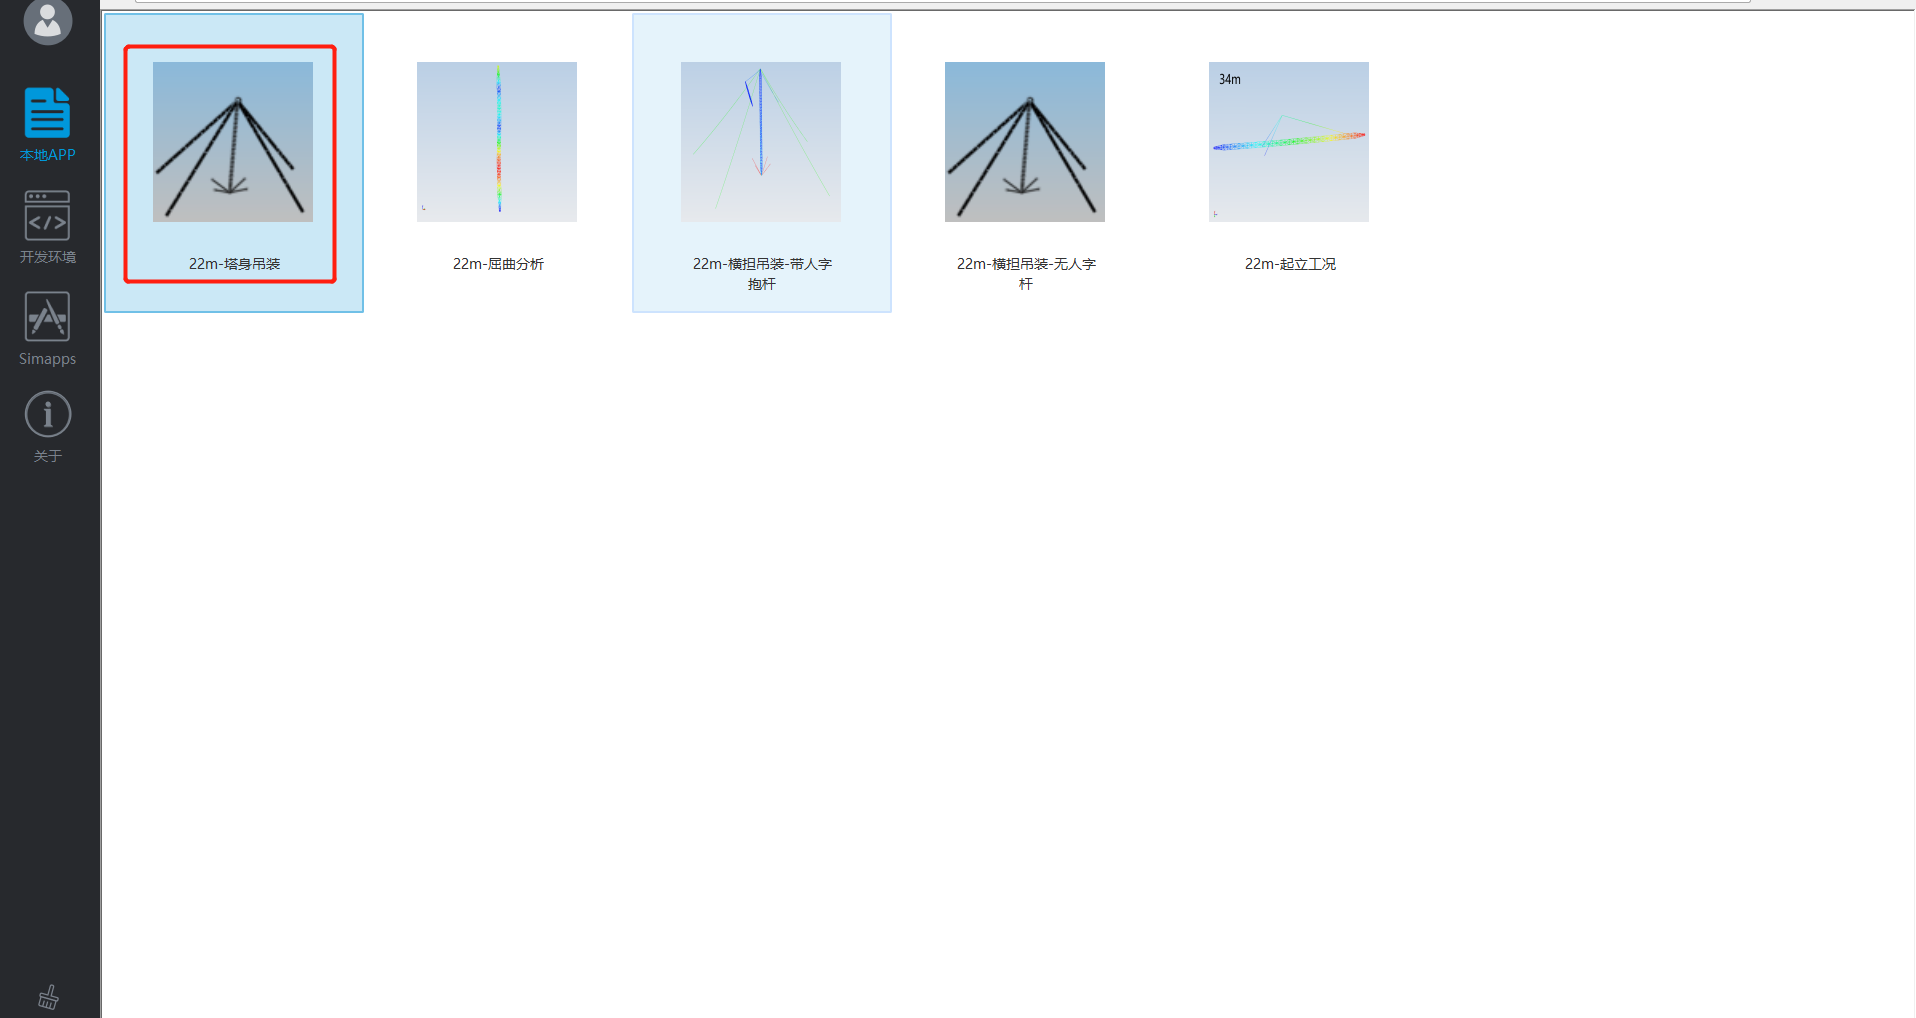 本地APP
开发环境
Simapps
关于
34m
22m-塔身吊装
22m-屈曲分析
22m-横担吊装-带人字
抱杆
22m-横担吊装-无人字
杆
22m-起立工况